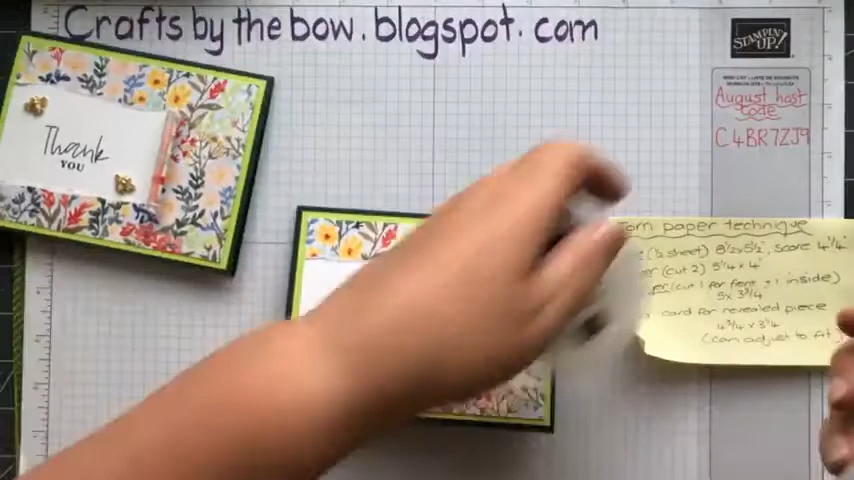 Crafts by the bow. blogspot. com
STAMPIN' UP!
August host
code
C4BR7ZJ9
Thank
YOU
Torn paper technique
(½ sheet) 8½x5½", score 4¼"
(cut 2) 5¼ x 4"
(cut 1 for front + 1 inside)
5x 3¾
card for revealed piece
4¾ x 3¼
(can adjust to fit)